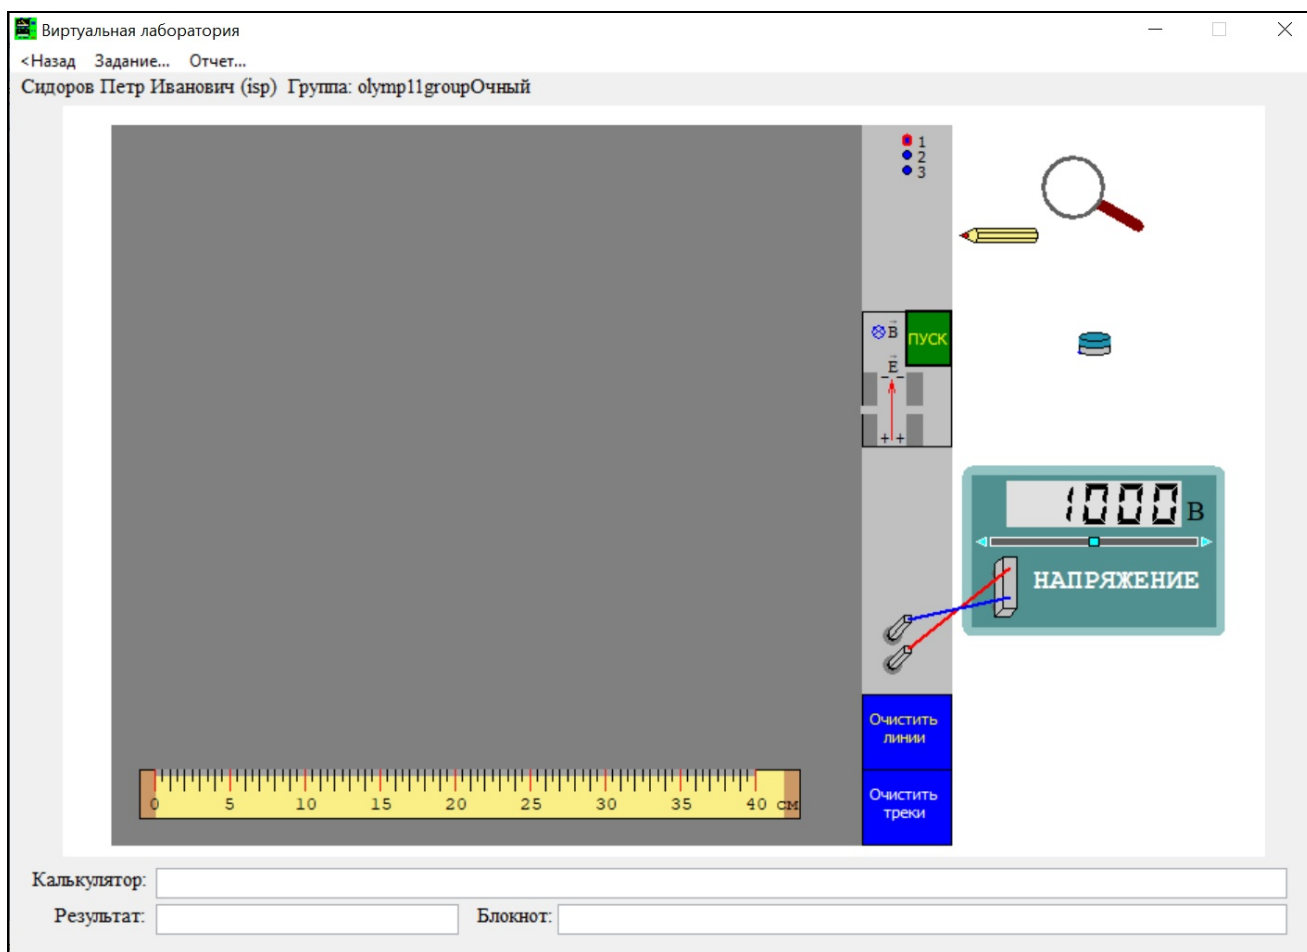 Виртуальная лаборатория
<Назад Задание... Отчет...
Сидоров Петр Иванович (isp) Группа: olymp11groupОчный
1
2
3
B
ПУСК
E
- -
+ +
1000 В
НАПРЯЖЕНИЕ
Очистить
линии
0 5 10 15 20 25 30 35 40 см
Очистить
треки
Калькулятор:
Результат:
Блокнот: